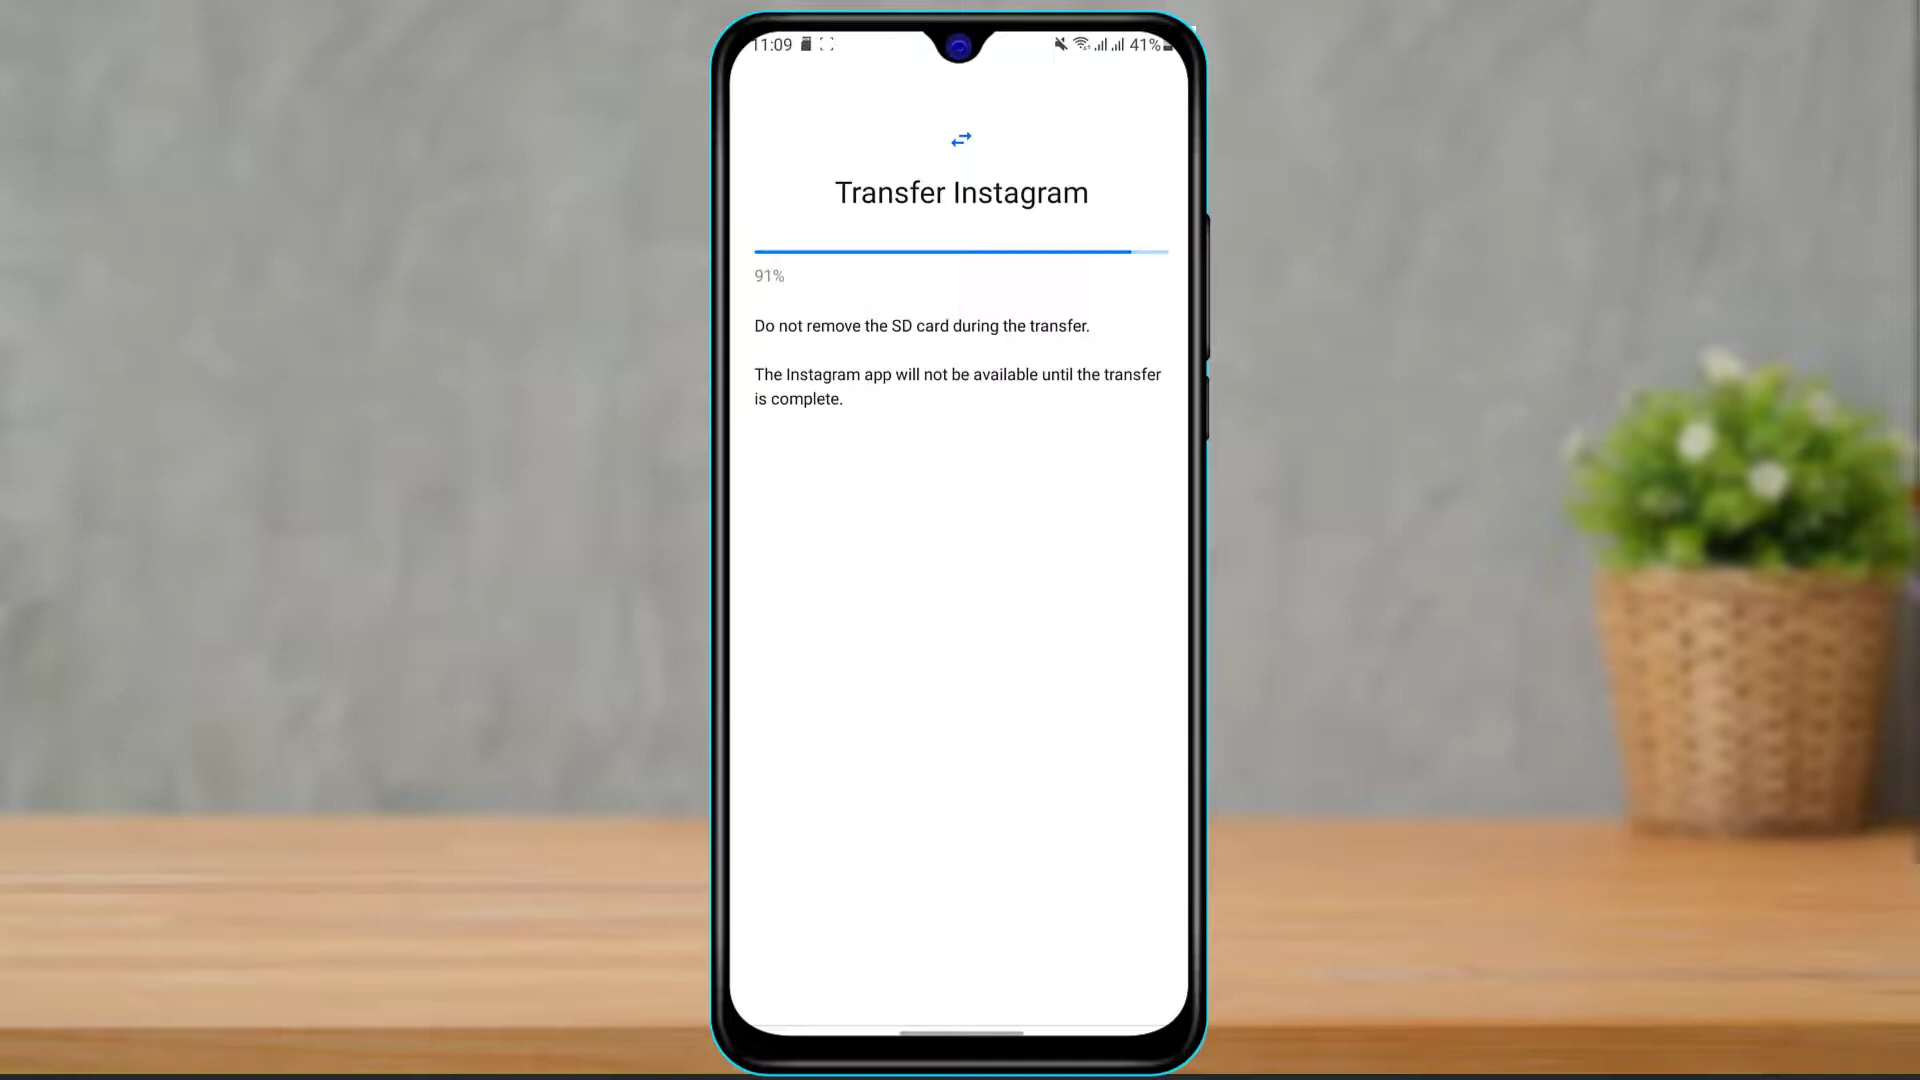 11:09 41%
Transfer Instagram
91%
Do not remove the SD card during the transfer.
The Instagram app will not be available until the transfer
is complete.